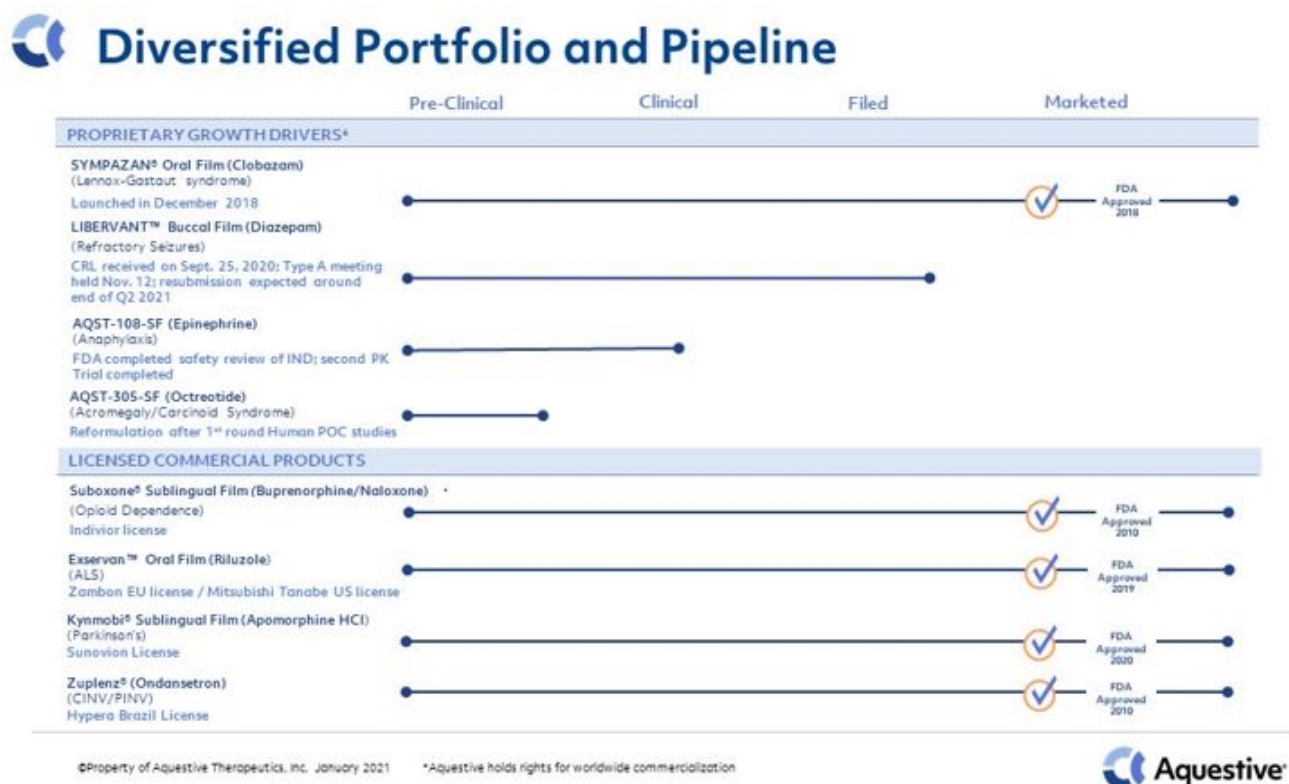 Diversified Portfolio and Pipeline
Pre-Clinical Clinical Filed Marketed
PROPRIETARY GROWTH DRIVERS*
SYMPAZAN® Oral Film (Clobazam)
(Lennox-Gastaut syndrome)
Launched in December 2018
FDA
Approved
2018
LIBERVANT™ Buccal Film (Diazepam)
(Refractory Seizures)
CRL received on Sept. 25, 2020; Type A meeting
held Nov. 12; resubmission expected around
end of Q2 2021
AQST-108-SF (Epinephrine)
(Anaphylaxis)
FDA completed safety review of IND; second PK
Trial completed
AQST-305-SF (Octreotide)
(Acromegaly/Carcinoid Syndrome)
Reformulation after 1st round Human POC studies
LICENSED COMMERCIAL PRODUCTS
Suboxone® Sublingual Film (Buprenorphine/Naloxone)
(Opioid Dependence)
Indivior license
FDA
Approved
2010
Exservan™ Oral Film (Riluzole)
(ALS)
Zambon EU license / Mitsubishi Tanabe US license
FDA
Approved
2019
Kynmobi® Sublingual Film (Apomorphine HCl)
(Parkinson's)
Sunovion License
FDA
Approved
2020
Zuplenz® (Ondansetron)
(CINV/PINV)
Hypera Brazil License
FDA
Approved
2010
©Property of Aquestive Therapeutics, Inc. January 2021 *Aquestive holds rights for worldwide commercialization
Aquestive